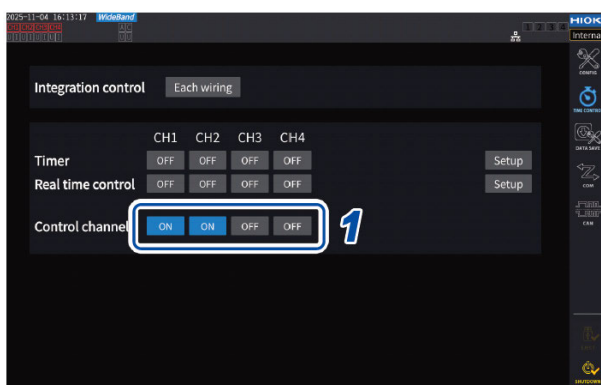 2025-11-04 16:13:17 WideBand
HIOK
Interna
Integration control Each wiring
CONFIG
TIME CONTRO
CH1 CH2 CH3 CH4
Timer OFF OFF OFF OFF Setup
DATA SAVE
Real time control OFF OFF OFF OFF Setup
COM
Control channel ON ON OFF OFF 1
CAN
SHUTDOWN